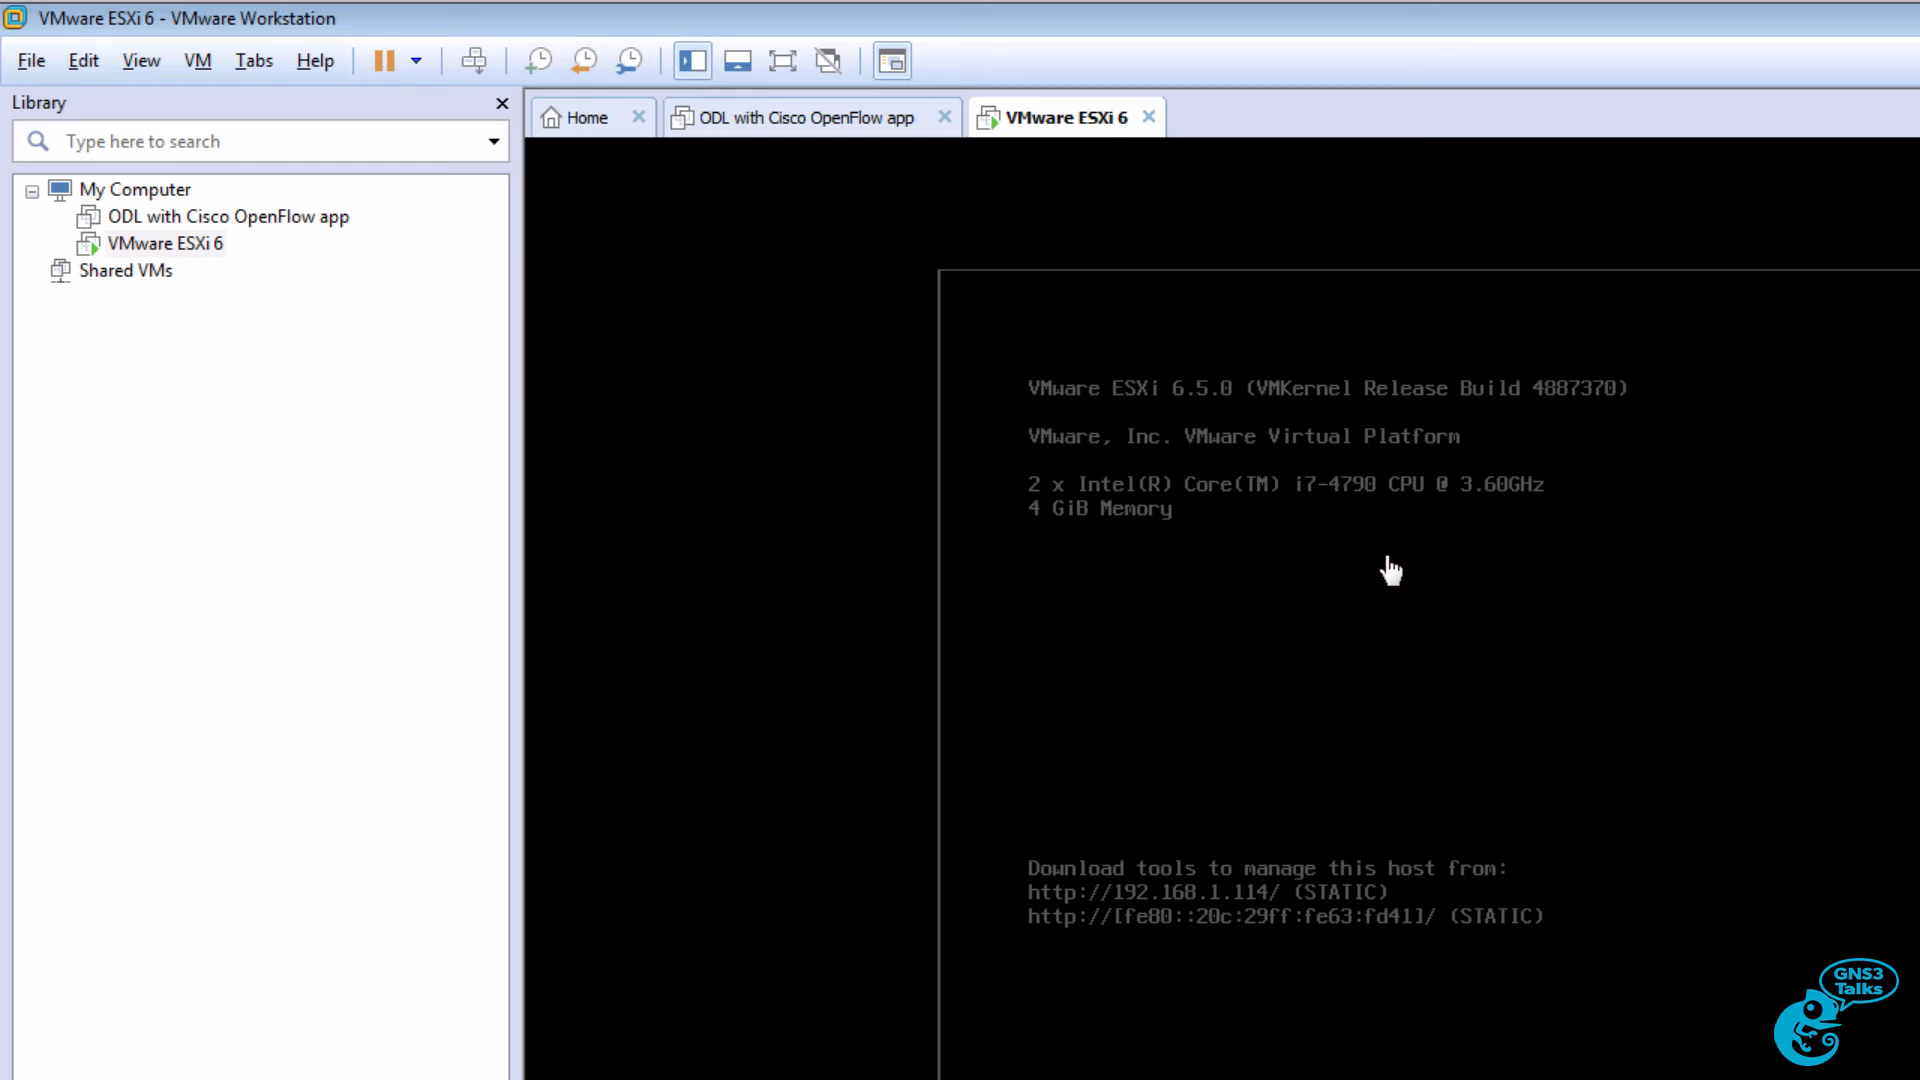 VMware ESXi 6 - VMware Workstation
File Edit View VM Tabs Help
Library
Type here to search
My Computer
ODL with Cisco OpenFlow app
VMware ESXi 6
Shared VMs
Home
ODL with Cisco OpenFlow app
VMware ESXi 6
VMware ESXi 6.5.0 (VMKernel Release Build 4887370)
VMware, Inc. VMware Virtual Platform
2 x Intel(R) Core(TM) i7-4790 CPU @ 3.60GHz
4 GiB Memory
Download tools to manage this host from:
http://192.168.1.114/ (STATIC)
http://[fe80::20c:29ff:fe63:fd41]/ (STATIC)
GNS3
Talks